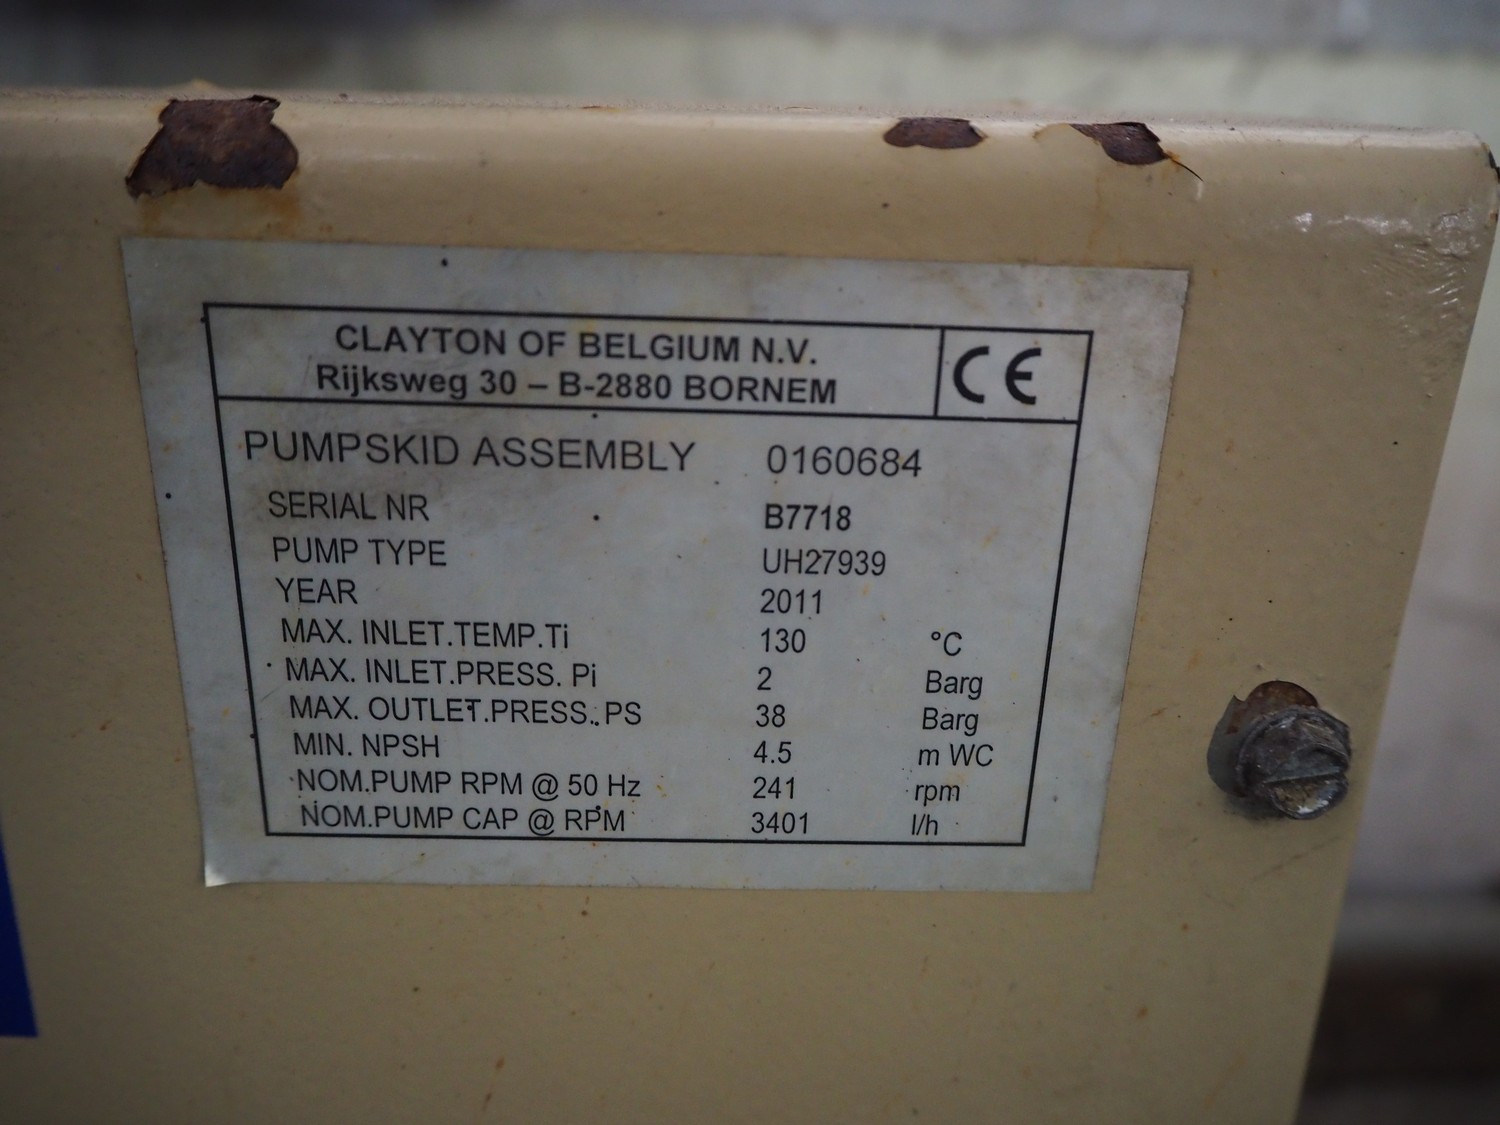 CLAYTON OF BELGIUM N.V.
Rijksweg 30 – B-2880 BORNEM
CE
PUMPSKID ASSEMBLY 0160684
SERIAL NR B7718
PUMP TYPE UH27939
YEAR 2011
MAX. INLET.TEMP.Ti 130 °C
MAX. INLET.PRESS. Pi 2 Barg
MAX. OUTLET.PRESS. PS 38 Barg
MIN. NPSH 4.5 m WC
NOM.PUMP RPM @ 50 Hz 241 rpm
NOM.PUMP CAP @ RPM 3401 l/h